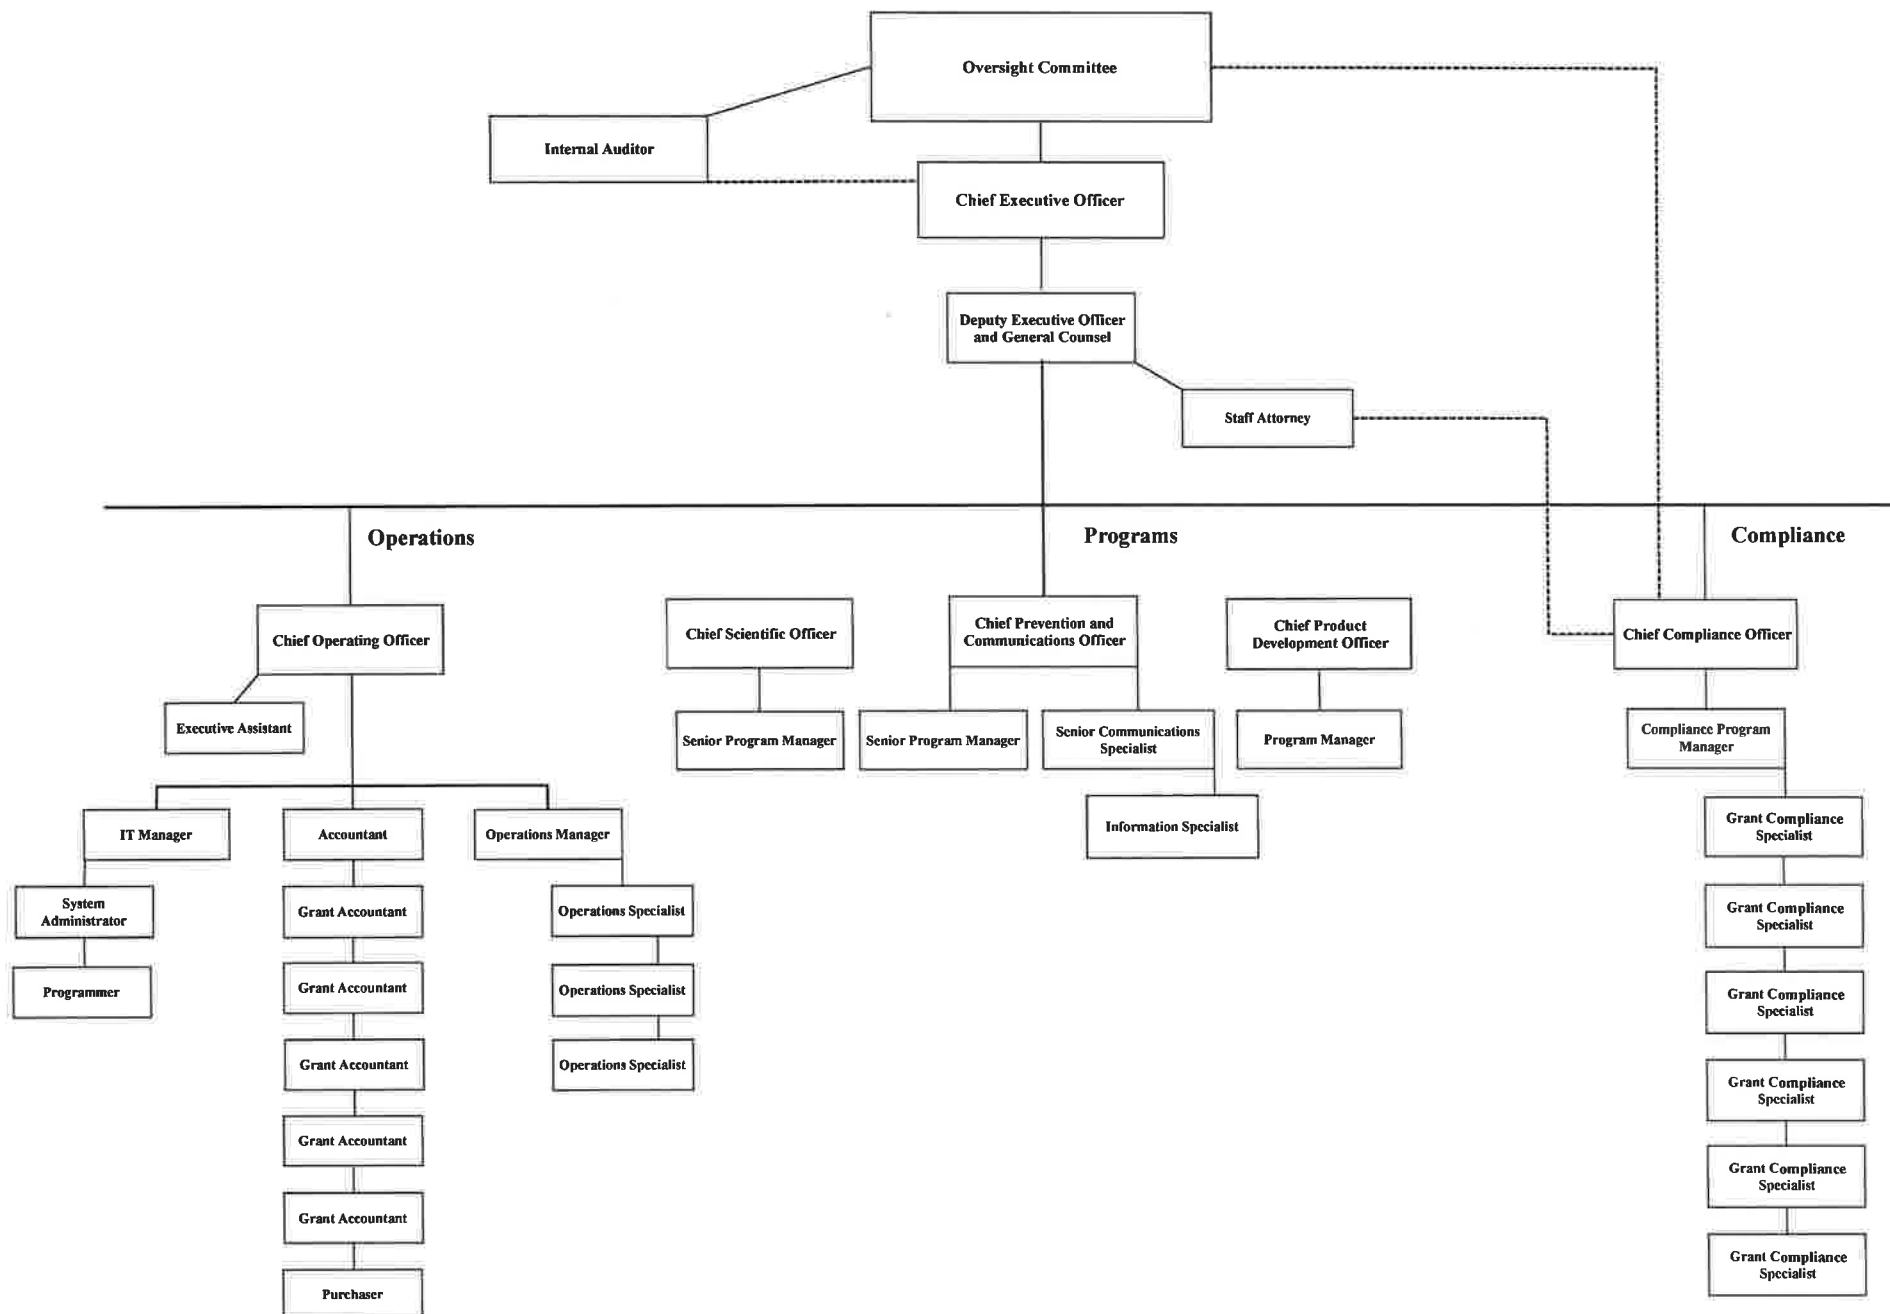 Oversight Committee
Internal Auditor
Chief Executive Officer
Deputy Executive Officer
and General Counsel
Staff Attorney
Operations
Programs
Compliance
Chief Operating Officer
Chief Scientific Officer
Chief Prevention and
Communications Officer
Chief Product
Development Officer
Chief Compliance Officer
Executive Assistant
Senior Program Manager
Senior Program Manager
Senior Communications
Specialist
Program Manager
Compliance Program
Manager
IT Manager
Accountant
Operations Manager
Information Specialist
Grant Compliance
Specialist
System
Administrator
Grant Accountant
Operations Specialist
Grant Compliance
Specialist
Programmer
Grant Accountant
Operations Specialist
Grant Compliance
Specialist
Grant Accountant
Operations Specialist
Grant Compliance
Specialist
Grant Accountant
Grant Compliance
Specialist
Grant Accountant
Grant Compliance
Specialist
Purchaser